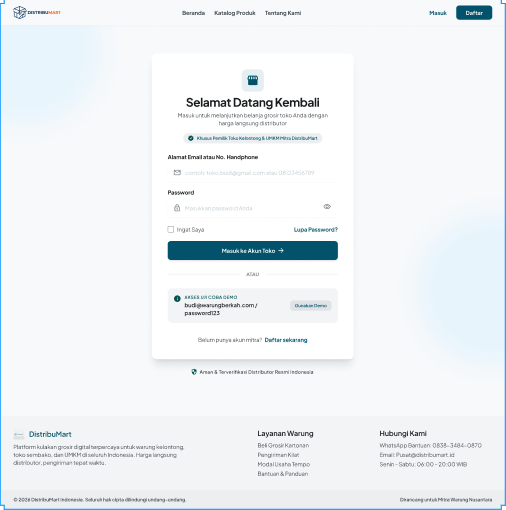 DISTRIBUMART
Beranda Katalog Produk Tentang Kami
Masuk Daftar
Selamat Datang Kembali
Masuk untuk melanjutkan belanja grosir toko Anda dengan
harga langsung distributor
Khusus Pemilik Toko Kelontong & UMKM Mitra DistribuMart
Alamat Email atau No. Handphone
contoh: toko.budi@gmail.com atau 08123456789
Password
Masukkan password Anda
Ingat Saya Lupa Password?
Masuk ke Akun Toko →
ATAU
AKSES UJI COBA DEMO
budi@warungberkah.com /
password123
Gunakan Demo
Belum punya akun mitra? Daftar sekarang
Aman & Terverifikasi Distributor Resmi Indonesia
DistribuMart
Platform kulakan grosir digital terpercaya untuk warung kelontong,
toko sembako, dan UMKM di seluruh Indonesia. Harga langsung
distributor, pengiriman tepat waktu.
Layanan Warung
Beli Grosir Kartonan
Pengiriman Kilat
Modal Usaha Tempo
Bantuan & Panduan
Hubungi Kami
WhatsApp Bantuan: 0838-3484-0870
Email: Pusat@distribumart.id
Senin - Sabtu: 06:00 - 20:00 WIB
© 2026 DistribuMart Indonesia. Seluruh hak cipta dilindungi undang-undang.
Dirancang untuk Mitra Warung Nusantara